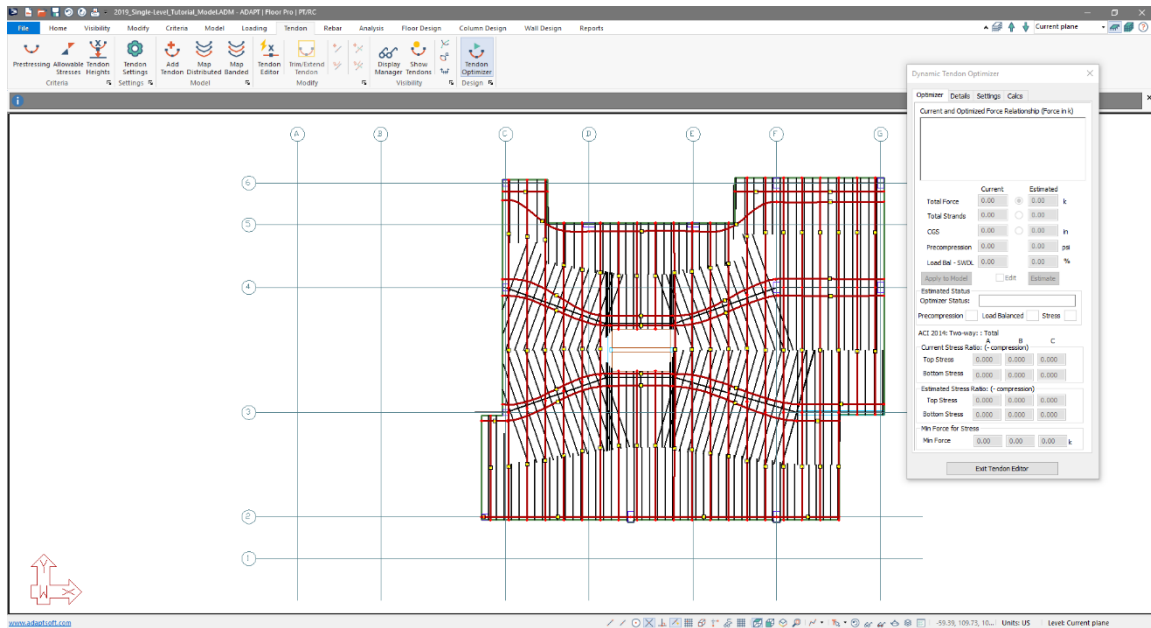 2019_Single-Level_Tutorial_Model.ADM - ADAPT | Floor Pro | PT/RC
File Home Visibility Modify Criteria Model Loading Tendon Rebar Analysis Floor Design Column Design Wall Design Reports
Current plane
Prestressing Allowable Stresses Tendon Heights
Tendon Settings
Add Tendon Map Distributed Map Banded
Tendon Editor Trim/Extend Tendon
Display Manager Show Tendons
Tendon Optimizer
Criteria Settings Model Modify Visibility Design
Dynamic Tendon Optimizer
Optimizer Details Settings Calcs
Current and Optimized Force Relationship (Force in k)
Current Estimated
Total Force 0.00 0.00 k
Total Strands 0.00 0.00
CGS 0.00 0.00 in
Precompression 0.00 0.00 psi
Load Bal - SWDL 0.00 0.00 %
Apply to Model Edit Estimate
Estimated Status
Optimizer Status:
Precompression Load Balanced Stress
ACI 2014: Two-way: : Total
A B C
Current Stress Ratio: (- compression)
Top Stress 0.000 0.000 0.000
Bottom Stress 0.000 0.000 0.000
Estimated Stress Ratio: (- compression)
Top Stress 0.000 0.000 0.000
Bottom Stress 0.000 0.000 0.000
Min Force for Stress
Min Force 0.00 0.00 0.00 k
Exit Tendon Editor
A B C D E F G
6
5
4
3
2
1
Y
W X
www.adaptsoft.com
-59.39, 109.73, 10... Units: US Level: Current plane